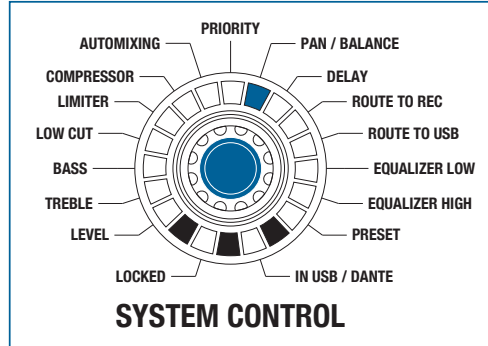 PRIORITY
AUTOMIXING
PAN / BALANCE
COMPRESSOR
DELAY
LIMITER
ROUTE TO REC
LOW CUT
ROUTE TO USB
BASS
EQUALIZER LOW
TREBLE
EQUALIZER HIGH
LEVEL
PRESET
LOCKED
IN USB / DANTE
SYSTEM CONTROL